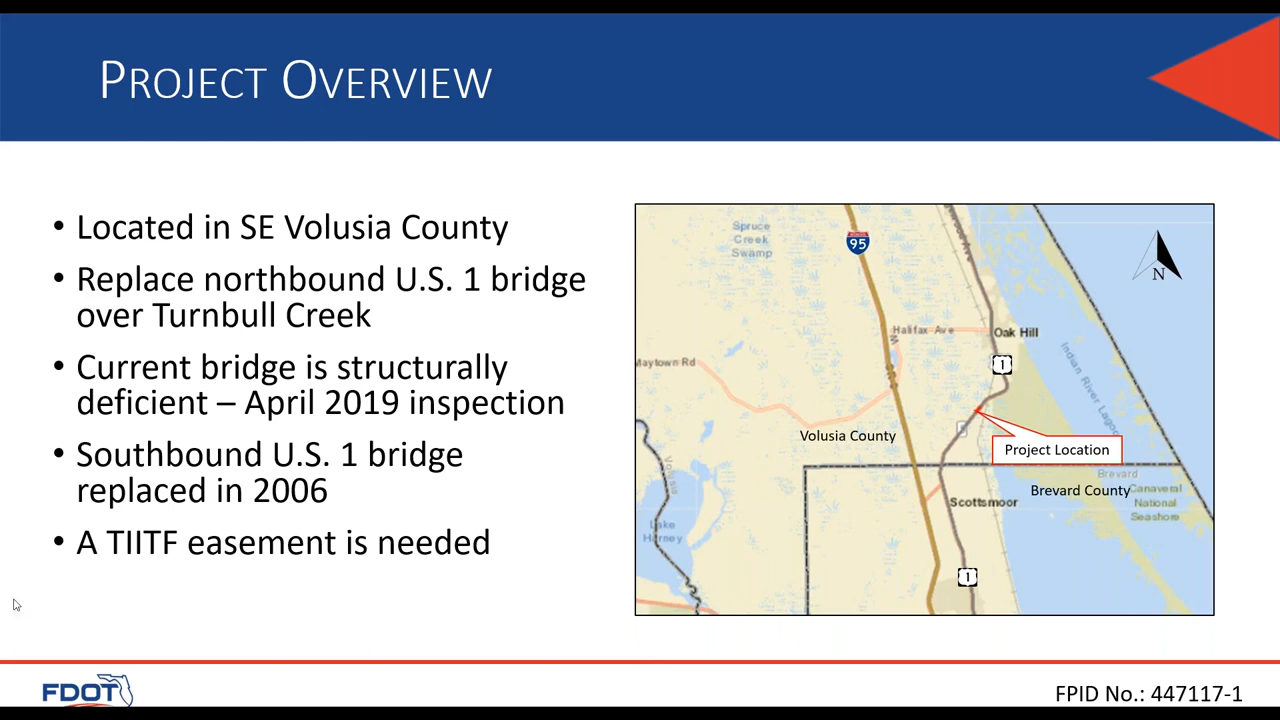 PROJECT OVERVIEW
• Located in SE Volusia County
• Replace northbound U.S. 1 bridge
over Turnbull Creek
• Current bridge is structurally
deficient – April 2019 inspection
• Southbound U.S. 1 bridge
replaced in 2006
• A TIITF easement is needed
Spruce
Creek
Swamp
95
N
Halifax Ave
Oak Hill
Maytown Rd
1
Indian River Lagoon
Volusia County
5
Project Location
Volusia
Brevard
Brevard County
Canaveral
National
Seashore
Scottsmoor
Lake
Harney
1
FDOT
FPID No.: 447117-1